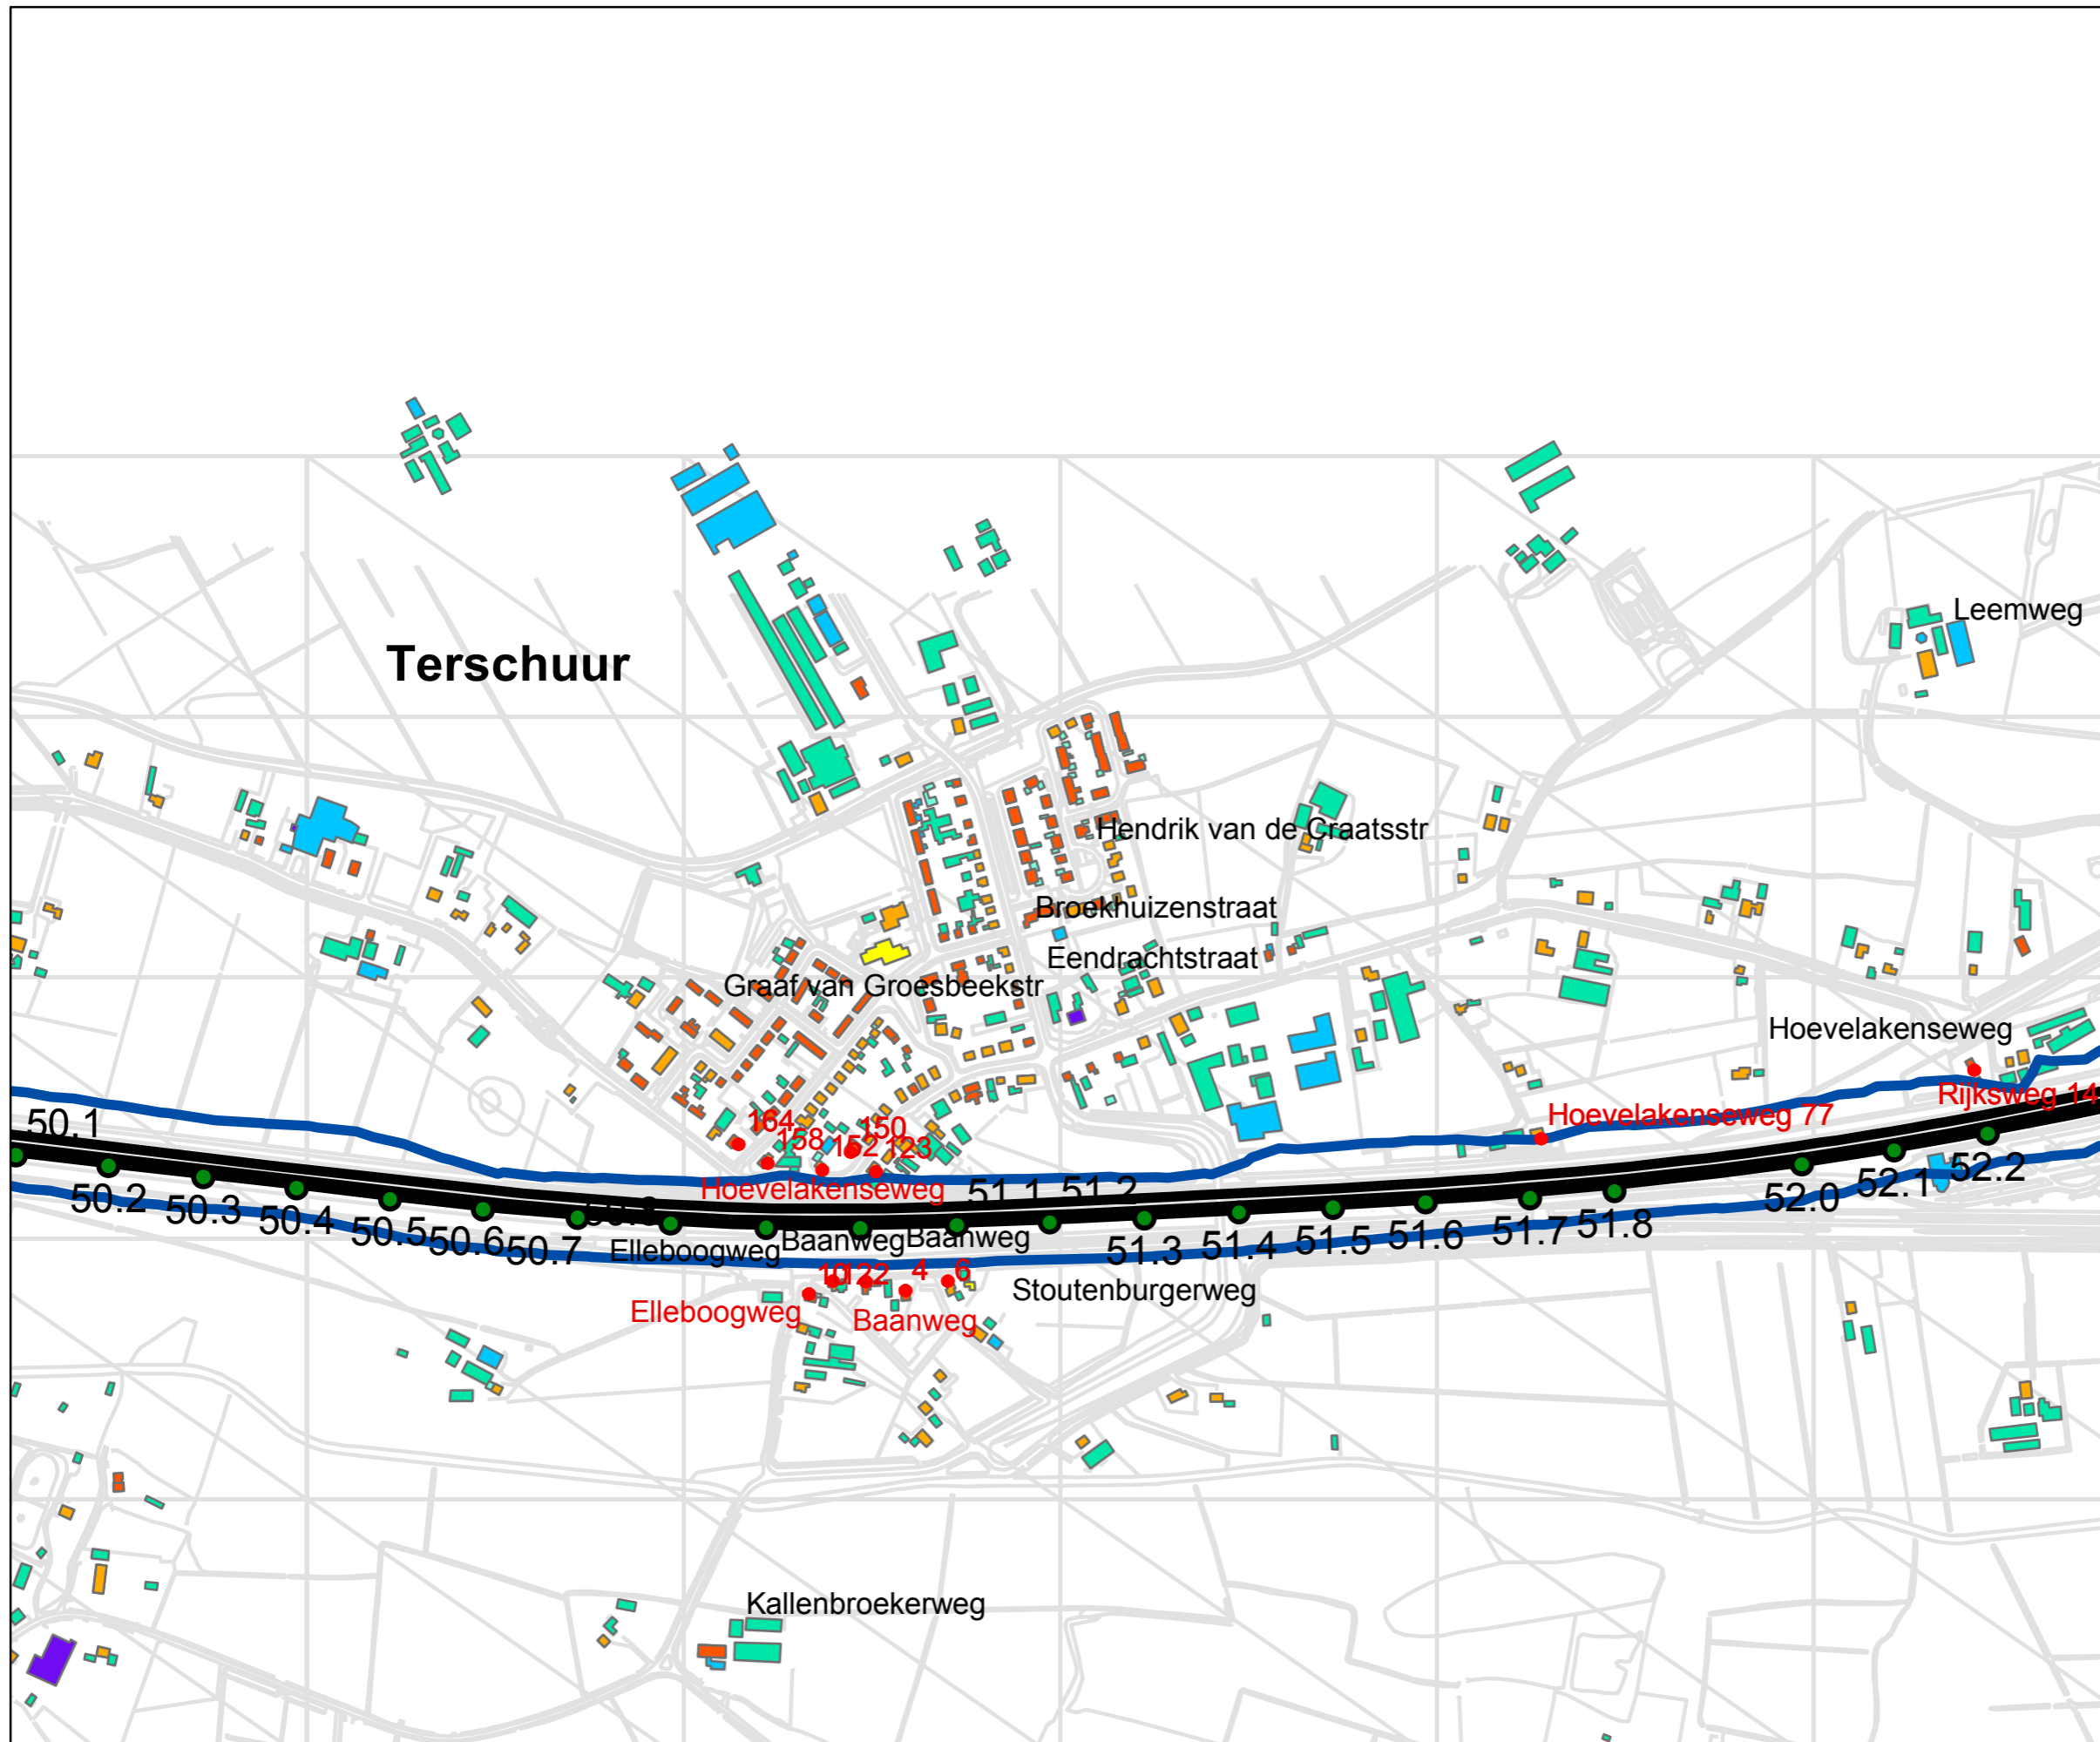 Leemweg
Terschuur
Hendrik van de Graatsstr
Broekhuizenstraat
Eendrachtstraat
Graaf van Groesbeekstr
Hoevelakenseweg
Rijksweg 14
Hoevelakenseweg 77
164
150
158
152
123
Hoevelakenseweg
50.1
50.2
50.3
50.4
50.5
50.6
50.7
51.1
51.2
51.3
51.4
51.5
51.6
51.7
51.8
52.0
52.1
52.2
Elleboogweg
Baanweg
Baanweg
Stoutenburgerweg
10
122
4
6
Elleboogweg
Baanweg
Kallenbroekerweg